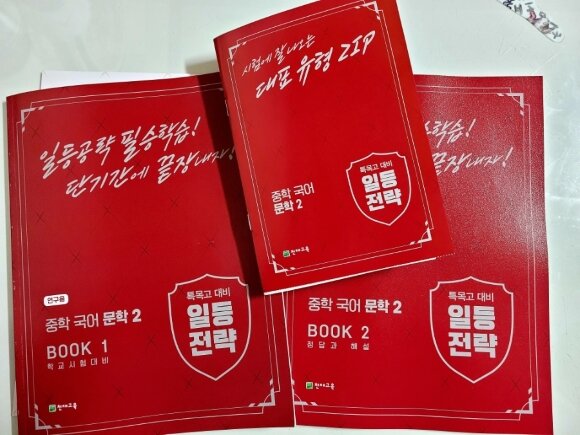 일등공략 필승학습!
단기간에 끝장내자!
연구용
중학 국어 문학 2
BOOK 1
학교시험대비
특목고 대비
일등
전략
천재교육
시험에 잘 나오는
대표 유형 ZIP
중학 국어
문학 2
특목고 대비
일등
전략
천재교육
승학습!
끝장내자!
중학 국어 문학 2
BOOK 2
정답과 해설
특목고 대비
일등
전략
천재교육